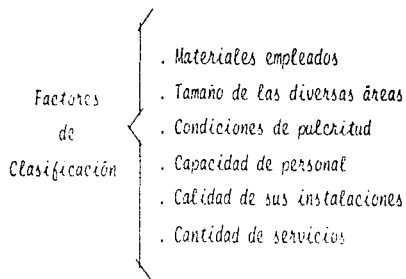 Factores
de
Clasificación
. Materiales empleados
. Tamaño de las diversas áreas
. Condiciones de pulcritud
. Capacidad de personal
. Calidad de sus instalaciones
. Cantidad de servicios